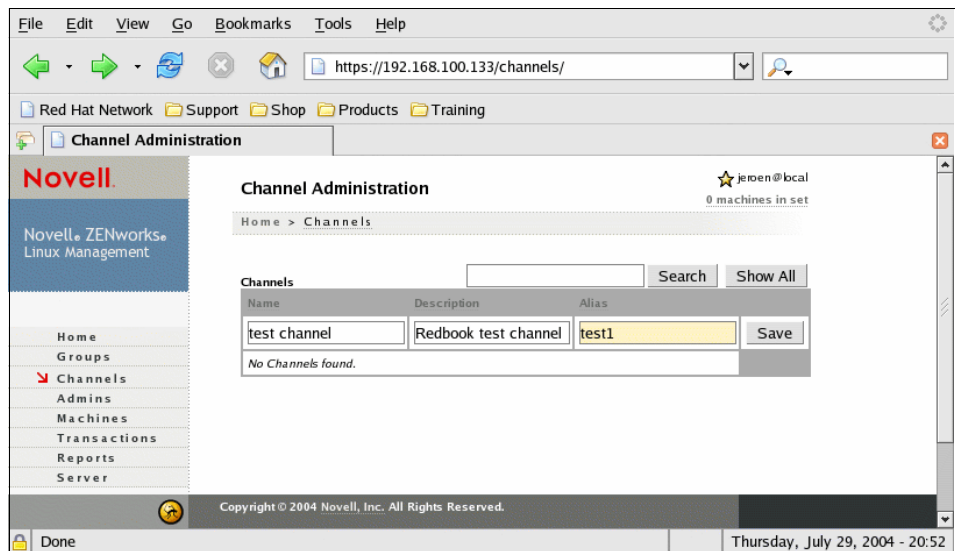 File Edit View Go Bookmarks Tools Help
https://192.168.100.133/channels/
Red Hat Network Support Shop Products Training
Channel Administration
Novell.
Novell® ZENworks®
Linux Management
Channel Administration
jeroen@local
0 machines in set
Home > Channels
Channels Search Show All
Name Description Alias
test channel Redbook test channel test1 Save
No Channels found.
Home
Groups
Channels
Admins
Machines
Transactions
Reports
Server
Copyright © 2004 Novell, Inc. All Rights Reserved.
Done Thursday, July 29, 2004 - 20:52